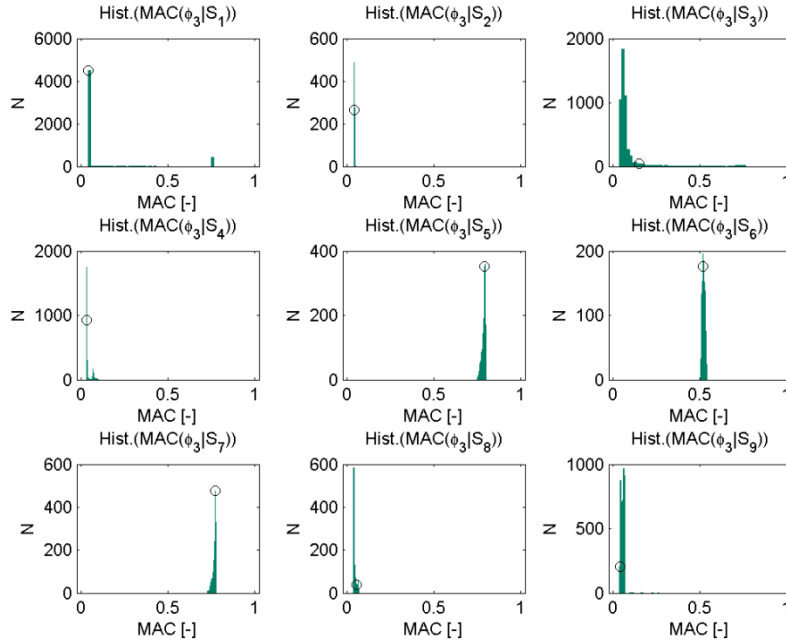 Hist.(MAC(ϕ₃|S₁)) Hist.(MAC(ϕ₃|S₂)) Hist.(MAC(ϕ₃|S₃))
6000 600 2000
4000 400
N N N 1000
2000 200
0 0 0
0 0.5 1 0 0.5 1 0 0.5 1
MAC [-] MAC [-] MAC [-]
Hist.(MAC(ϕ₃|S₄)) Hist.(MAC(ϕ₃|S₅)) Hist.(MAC(ϕ₃|S₆))
2000 400 200
N 1000 N 200 N 100
0 0 0
0 0.5 1 0 0.5 1 0 0.5 1
MAC [-] MAC [-] MAC [-]
Hist.(MAC(ϕ₃|S₇)) Hist.(MAC(ϕ₃|S₈)) Hist.(MAC(ϕ₃|S₉))
600 600 1000
400 400
N N N 500
200 200
0 0 0
0 0.5 1 0 0.5 1 0 0.5 1
MAC [-] MAC [-] MAC [-]